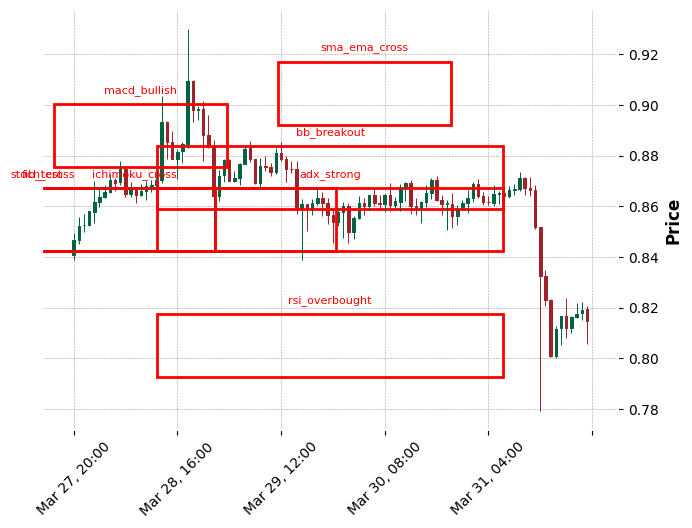 sma_ema_cross
0.92
macd_bullish
0.90
bb_breakout
0.88
ichimoku_cross
adx_strong
0.86
Price
0.84
rsi_overbought
0.82
0.80
0.78
Mar 27, 20:00
Mar 28, 16:00
Mar 29, 12:00
Mar 30, 08:00
Mar 31, 04:00